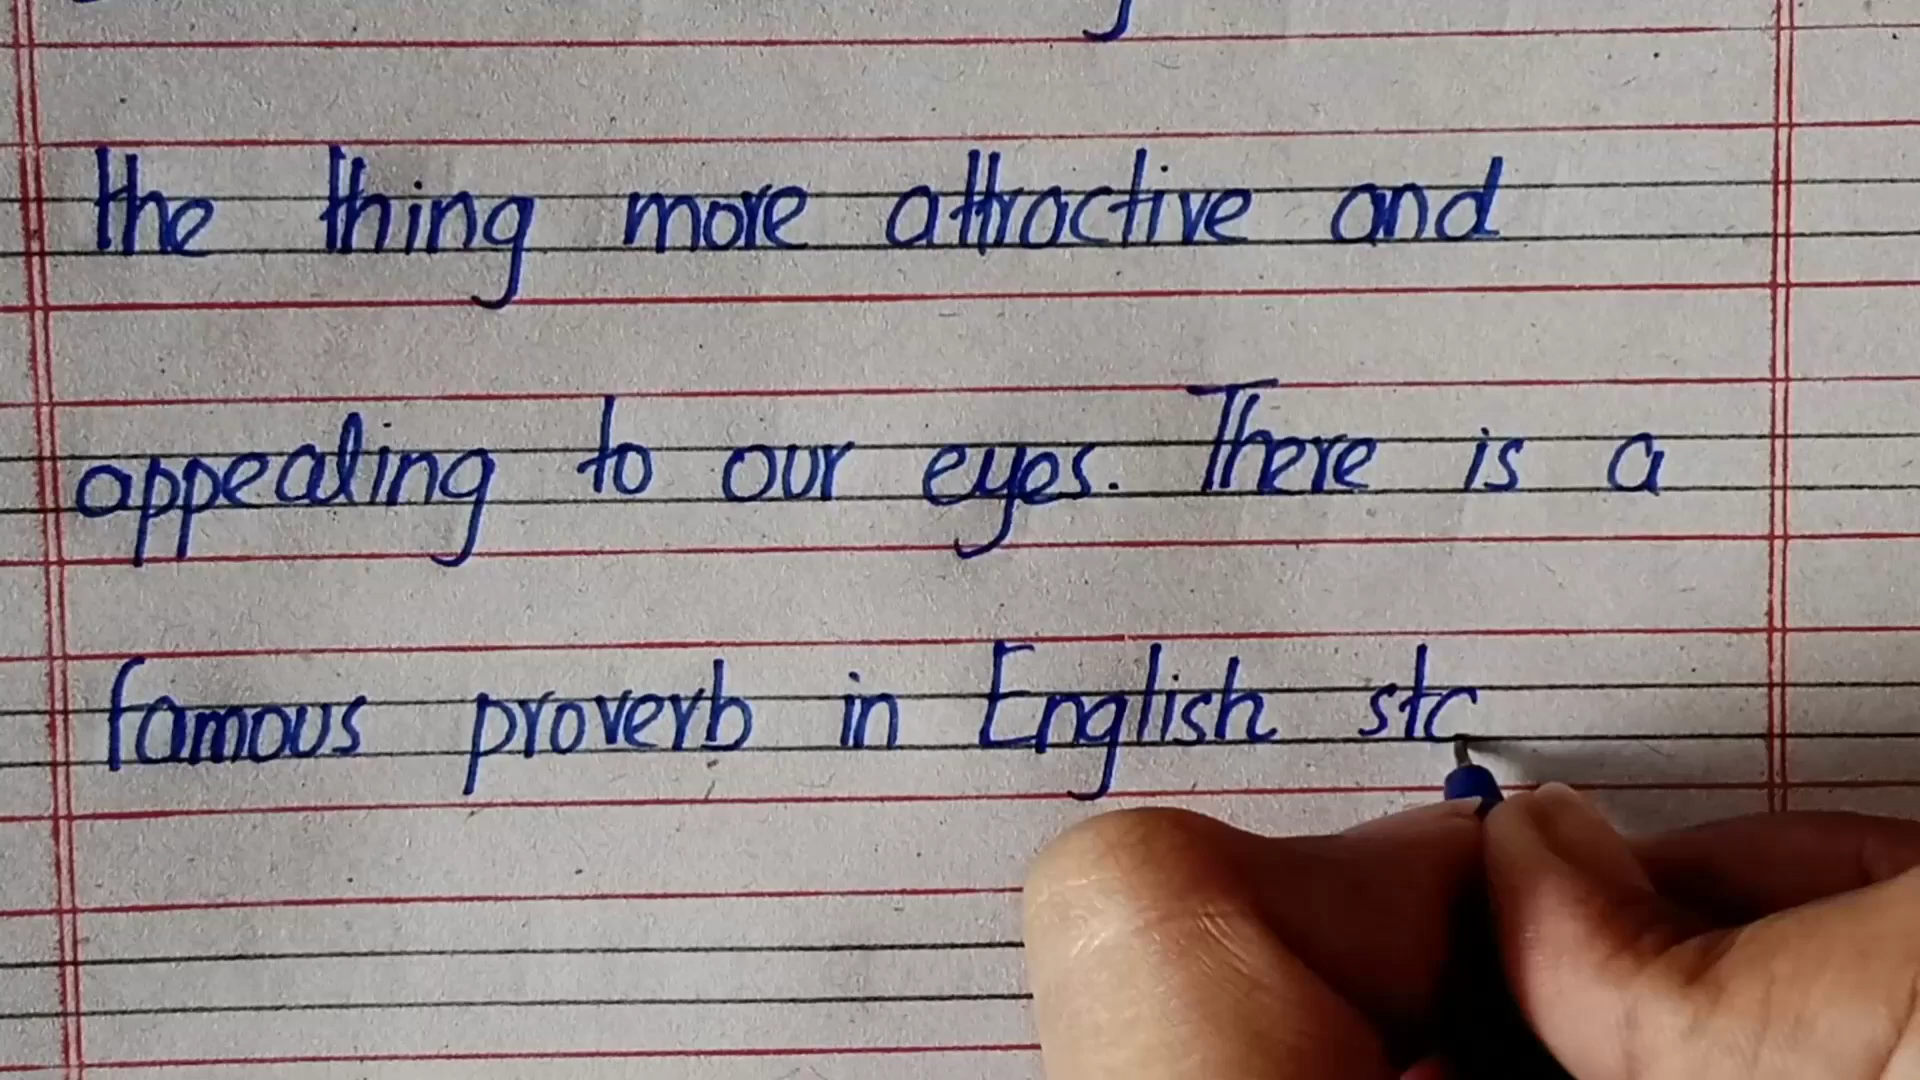 the thing more attractive and
appealing to our eyes. There is a
famous proverb in English stc